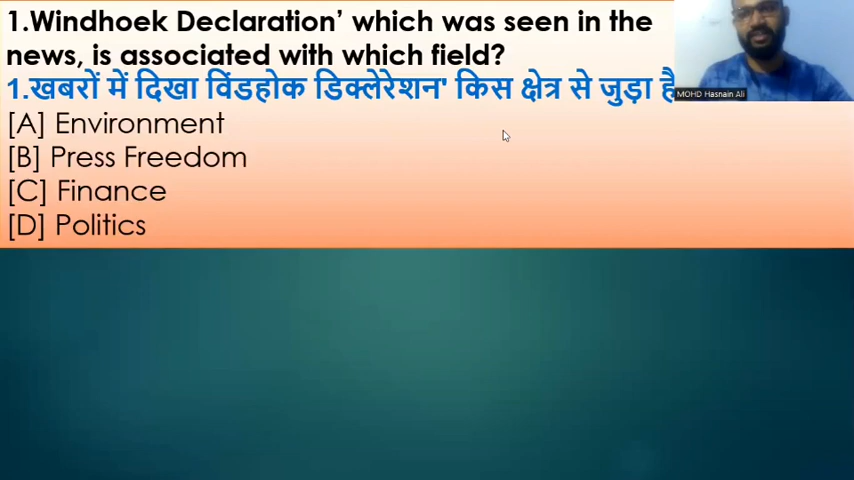 1.Windhoek Declaration’ which was seen in the
news, is associated with which field?
1.खबरों में दिखा विंडहोक डिक्लेरेशन' किस क्षेत्र से जुड़ा है
MOHD Hasnain Ali
[A] Environment
[B] Press Freedom
[C] Finance
[D] Politics